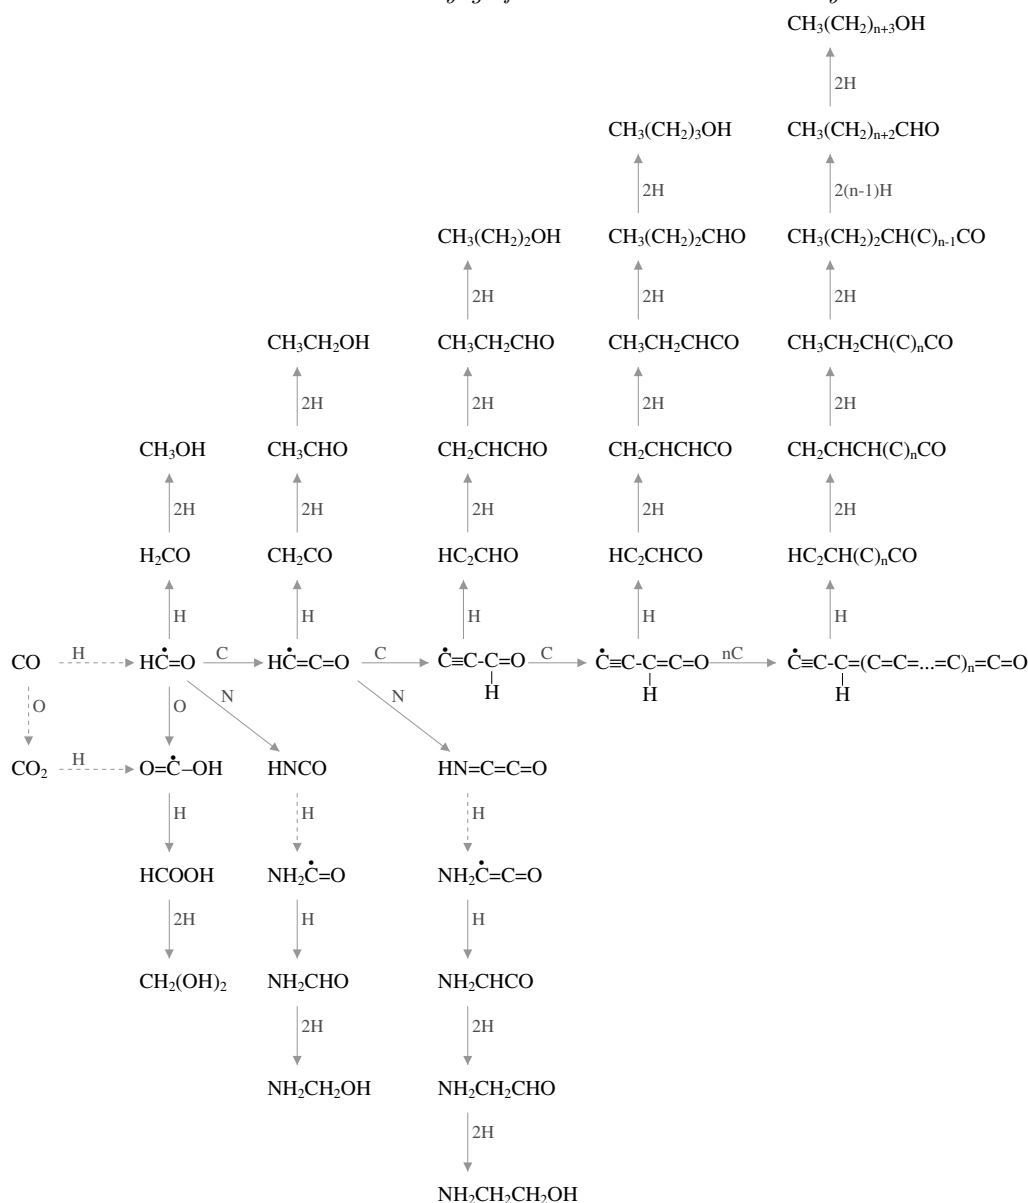 CH₃(CH₂)ₙ₊₃OH
2H
CH₃(CH₂)₃OH CH₃(CH₂)ₙ₊₂CHO
2H 2(n-1)H
CH₃(CH₂)₂OH CH₃(CH₂)₂CHO CH₃(CH₂)₂CH(C)ₙ₋₁CO
2H 2H 2H
CH₃CH₂OH CH₃CH₂CHO CH₃CH₂CHCO CH₃CH₂CH(C)ₙCO
2H 2H 2H 2H
CH₃OH CH₃CHO CH₂CHCHO CH₂CHCHCO CH₂CHCH(C)ₙCO
2H 2H 2H 2H 2H
H₂CO CH₂CO HC₂CHO HC₂CHCO HC₂CH(C)ₙCO
H H H H H
CO H HĊ=O C HĊ=C=O C Ċ≡C-C=O C Ċ≡C-C=C=O nC Ċ≡C-C=(C=C=...=C)ₙ=C=O
H H H
O O N N
CO₂ H O=Ċ–OH HNCO HN=C=C=O
H H H
HCOOH NH₂Ċ=O NH₂Ċ=C=O
2H H H
CH₂(OH)₂ NH₂CHO NH₂CHCO
2H 2H
NH₂CH₂OH NH₂CH₂CHO
2H
NH₂CH₂CH₂OH